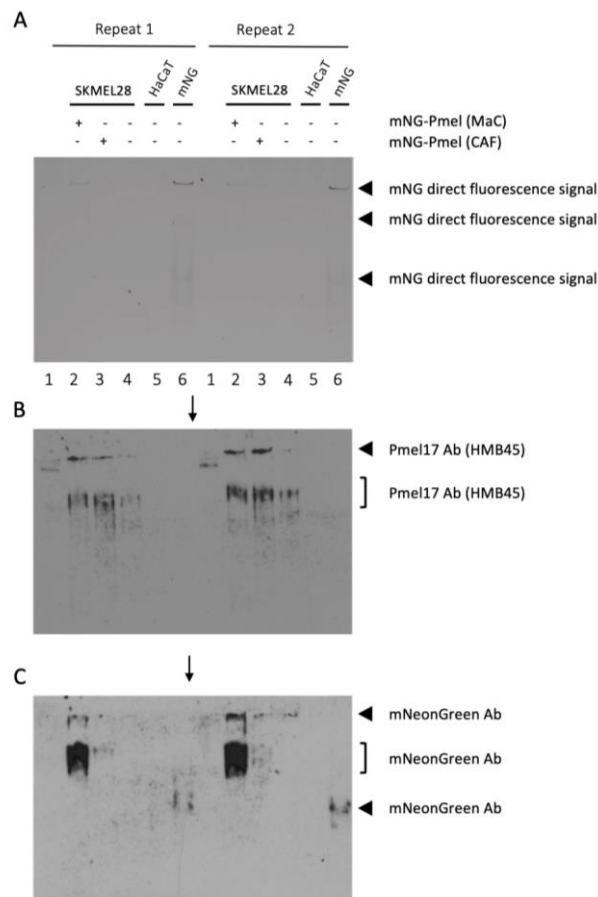 A
Repeat 1 Repeat 2
SKMEL28 HaCaT mNG SKMEL28 HaCaT mNG
+ - - - - + - - - - mNG-Pmel (MaC)
- + - - - - + - - - mNG-Pmel (CAF)
mNG direct fluorescence signal
mNG direct fluorescence signal
mNG direct fluorescence signal
1 2 3 4 5 6 1 2 3 4 5 6
B
Pmel17 Ab (HMB45)
Pmel17 Ab (HMB45)
C
mNeonGreen Ab
mNeonGreen Ab
mNeonGreen Ab